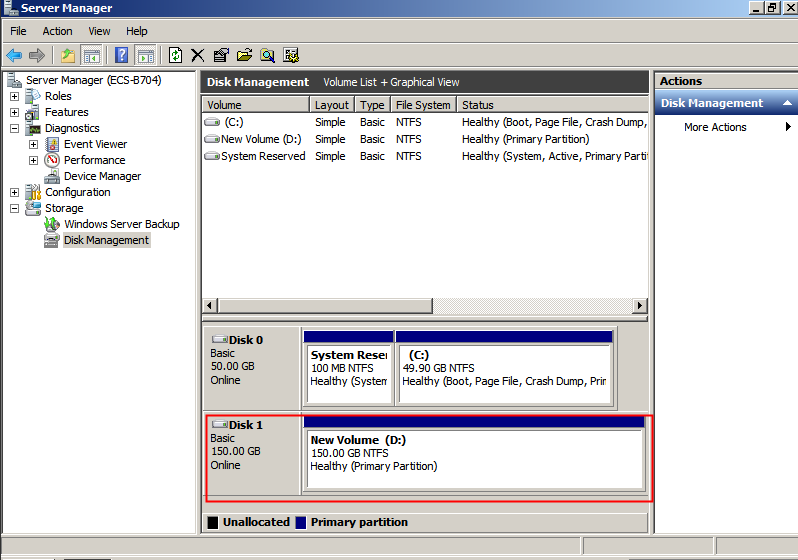 Server Manager
File Action View Help
Server Manager (ECS-B704)
Roles
Features
Diagnostics
Event Viewer
Performance
Device Manager
Configuration
Storage
Windows Server Backup
Disk Management
Disk Management Volume List + Graphical View
Volume Layout Type File System Status
(C:) Simple Basic NTFS Healthy (Boot, Page File, Crash Dump,
New Volume (D:) Simple Basic NTFS Healthy (Primary Partition)
System Reserved Simple Basic NTFS Healthy (System, Active, Primary Parti
Disk 0
Basic
50.00 GB
Online
System Reser
100 MB NTFS
Healthy (System
(C:)
49.90 GB NTFS
Healthy (Boot, Page File, Crash Dump, Prir
Disk 1
Basic
150.00 GB
Online
New Volume (D:)
150.00 GB NTFS
Healthy (Primary Partition)
Unallocated Primary partition
Actions
Disk Management
More Actions